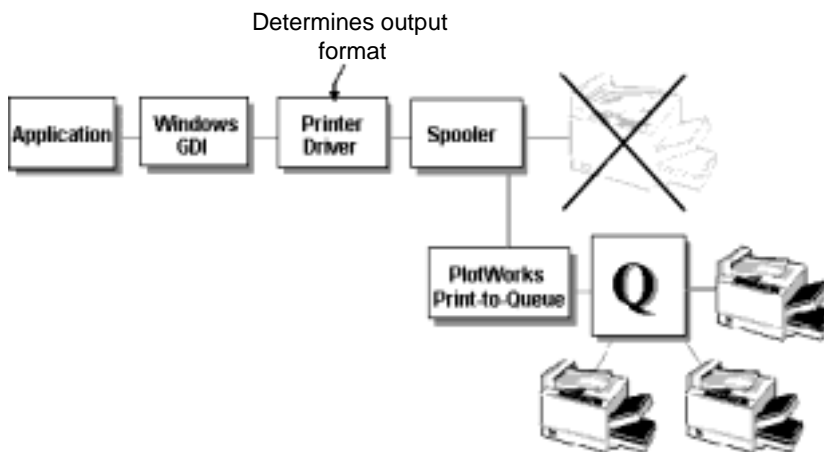 Determines output
format
Application
Windows
GDI
Printer
Driver
Spooler
PlotWorks
Print-to-Queue
Q